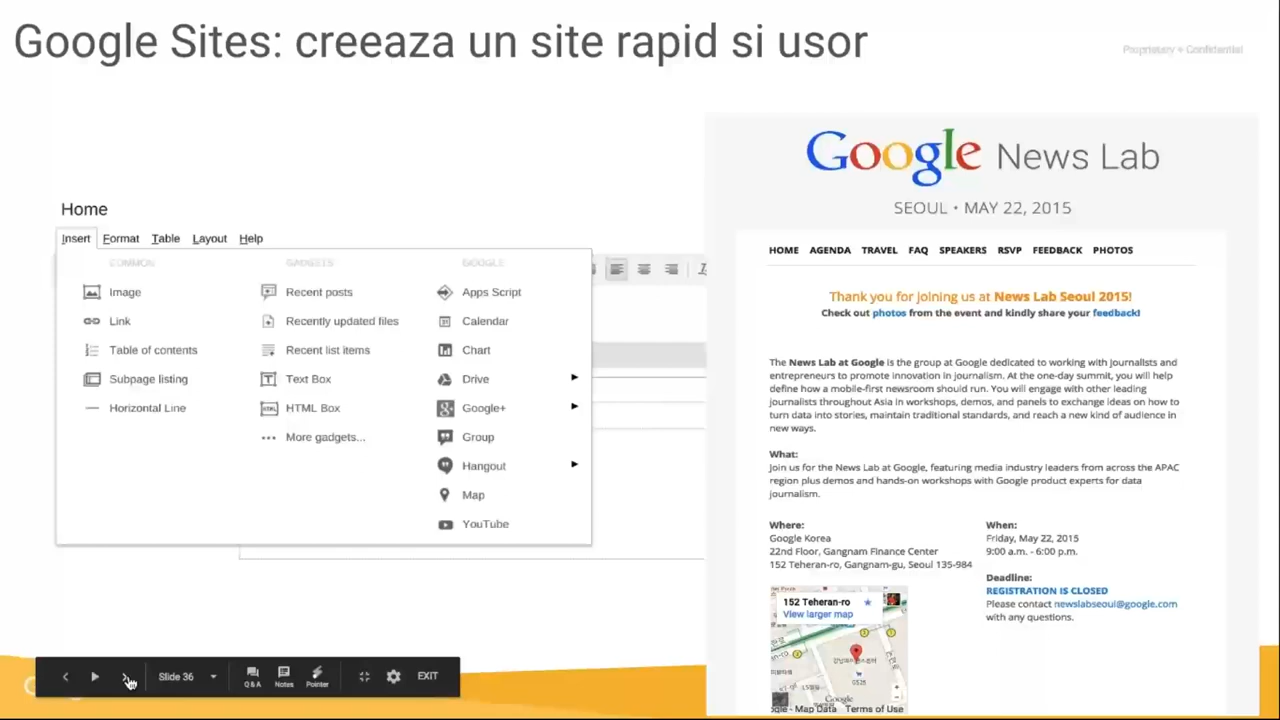 Google Sites: creeaza un site rapid si usor
Proprietary + Confidential
Home
Insert Format Table Layout Help
COMMON
Image
Link
Table of contents
Subpage listing
Horizontal Line
GADGETS
Recent posts
Recently updated files
Recent list items
Text Box
HTML Box
More gadgets...
GOOGLE
Apps Script
Calendar
Chart
Drive
Google+
Group
Hangout
Map
YouTube
Google News Lab
SEOUL • MAY 22, 2015
HOME AGENDA TRAVEL FAQ SPEAKERS RSVP FEEDBACK PHOTOS
Thank you for joining us at News Lab Seoul 2015!
Check out photos from the event and kindly share your feedback!
The News Lab at Google is the group at Google dedicated to working with journalists and
entrepreneurs to promote innovation in journalism. At the one-day summit, you will help
define how a mobile-first newsroom should run. You will engage with other leading
journalists throughout Asia in workshops, demos, and panels to exchange ideas on how to
turn data into stories, maintain traditional standards, and reach a new kind of audience in
new ways.
What:
Join us for the News Lab at Google, featuring media industry leaders from across the APAC
region plus demos and hands-on workshops with Google product experts for data
journalism.
Where:
Google Korea
22nd Floor, Gangnam Finance Center
152 Teheran-ro, Gangnam-gu, Seoul 135-984
When:
Friday, May 22, 2015
9:00 a.m. - 6:00 p.m.
Deadline:
REGISTRATION IS CLOSED
Please contact newslabseoul@google.com
with any questions.
152 Teheran-ro
View larger map
Google
- Map Data Terms of Use
Slide 36
Q & A Notes Pointer
EXIT